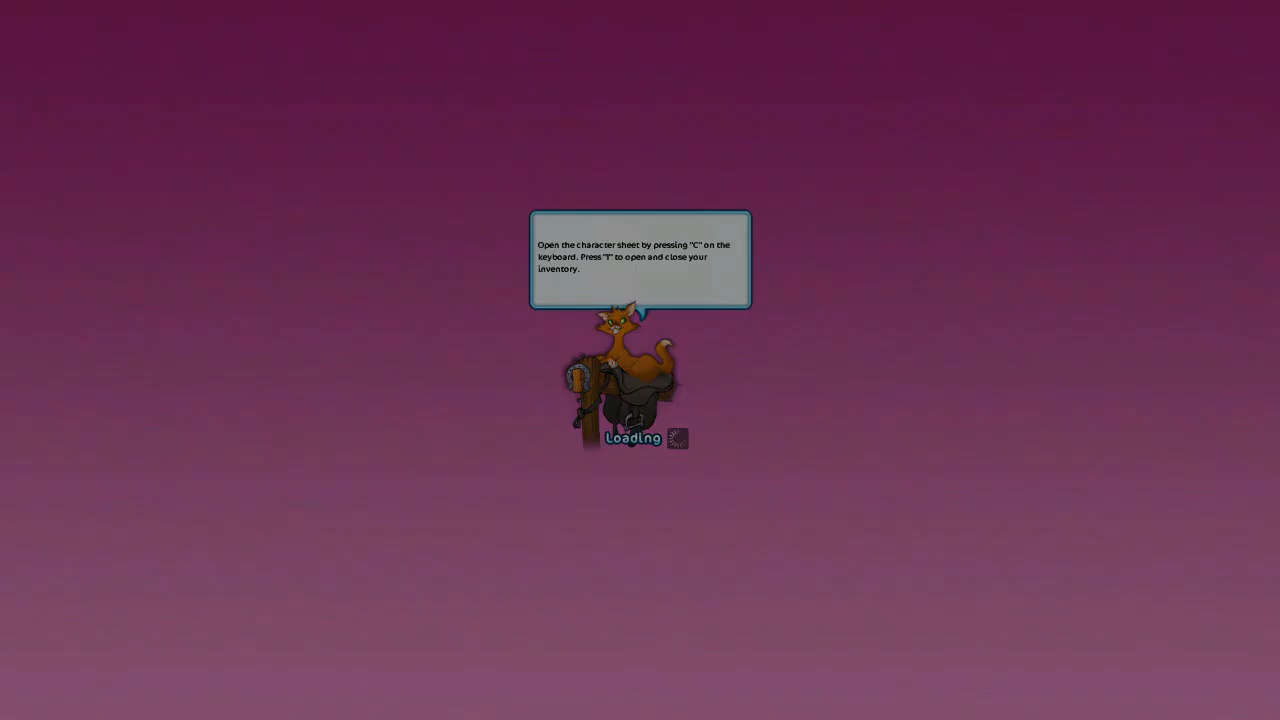 Open the character sheet by pressing "C" on the
keyboard. Press "I" to open and close your
inventory.
Loading